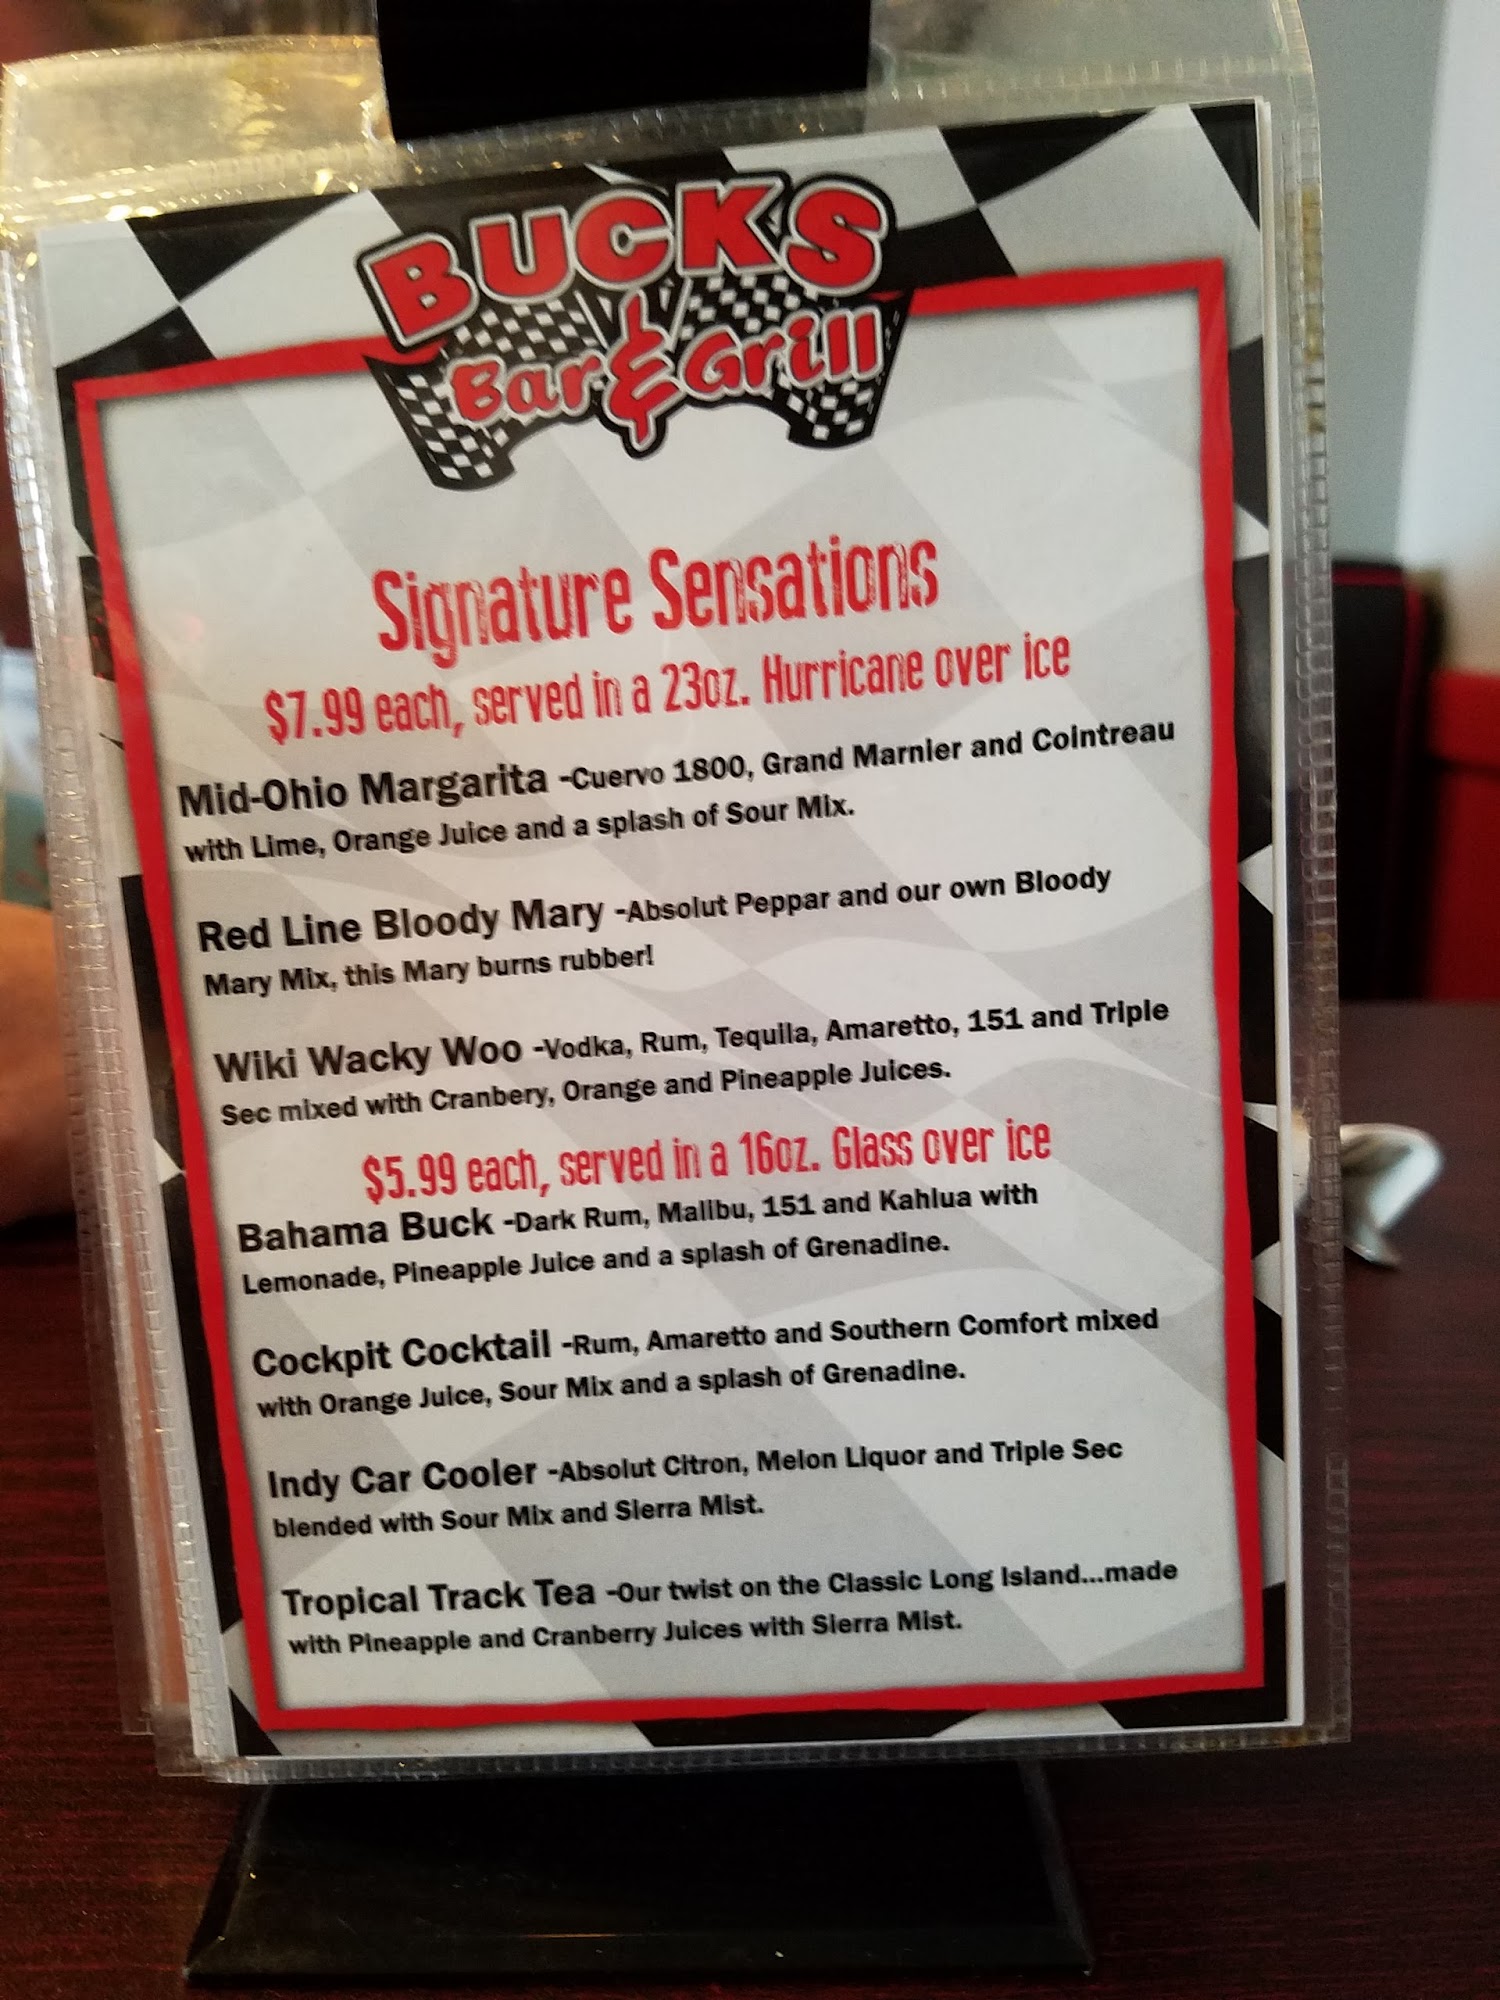 BUCKS
Bar & Grill
Signature Sensations
$7.99 each, served in a 23oz. Hurricane over ice
Mid-Ohio Margarita -Cuervo 1800, Grand Marnier and Cointreau
with Lime, Orange Juice and a splash of Sour Mix.
Red Line Bloody Mary -Absolut Peppar and our own Bloody
Mary Mix, this Mary burns rubber!
Wiki Wacky Woo -Vodka, Rum, Tequila, Amaretto, 151 and Triple
Sec mixed with Cranbery, Orange and Pineapple Juices.
$5.99 each, served in a 16oz. Glass over ice
Bahama Buck -Dark Rum, Malibu, 151 and Kahlua with
Lemonade, Pineapple Juice and a splash of Grenadine.
Cockpit Cocktail -Rum, Amaretto and Southern Comfort mixed
with Orange Juice, Sour Mix and a splash of Grenadine.
Indy Car Cooler -Absolut Citron, Melon Liquor and Triple Sec
blended with Sour Mix and Sierra Mist.
Tropical Track Tea -Our twist on the Classic Long Island...made
with Pineapple and Cranberry Juices with Sierra Mist.